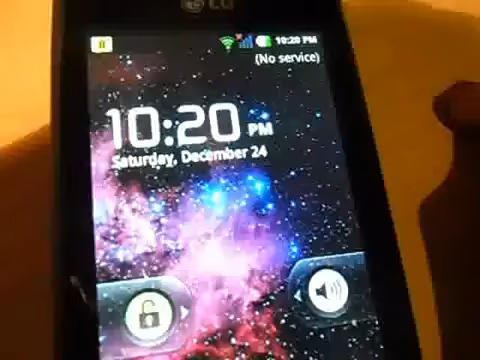 LG
10:20 PM
(No service)
10:20 PM
Saturday, December 24